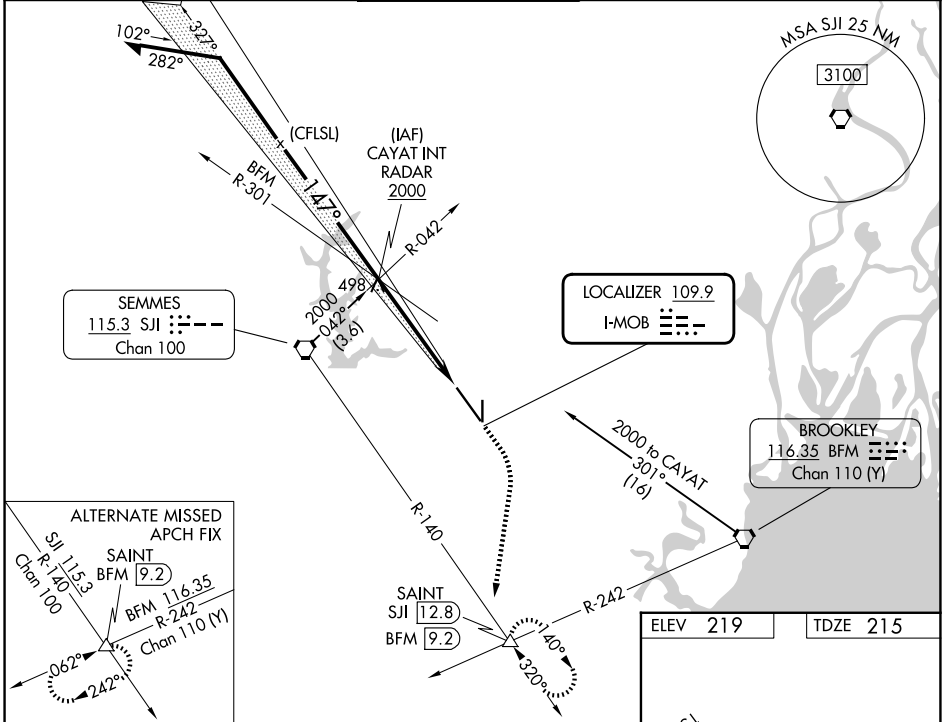 102°
282°
327°
(CFLSL)
147°
BFM
R-301
(IAF)
CAYAT INT
RADAR
2000
R-042
MSA SJI 25 NM
3100
SEMMES
115.3 SJI
Chan 100
498
2000
042°
(3.6)
LOCALIZER 109.9
I-MOB
2000 to CAYAT
301°
(16)
BROOKLEY
116.35 BFM
Chan 110 (Y)
R-140
R-242
SAINT
SJI 12.8
BFM 9.2
140°
320°
ALTERNATE MISSED
APCH FIX
SAINT
BFM 9.2
SJI 115.3
R-140
Chan 100
BFM 116.35
R-242
Chan 110 (Y)
062°
242°
ELEV 219
TDZE 215